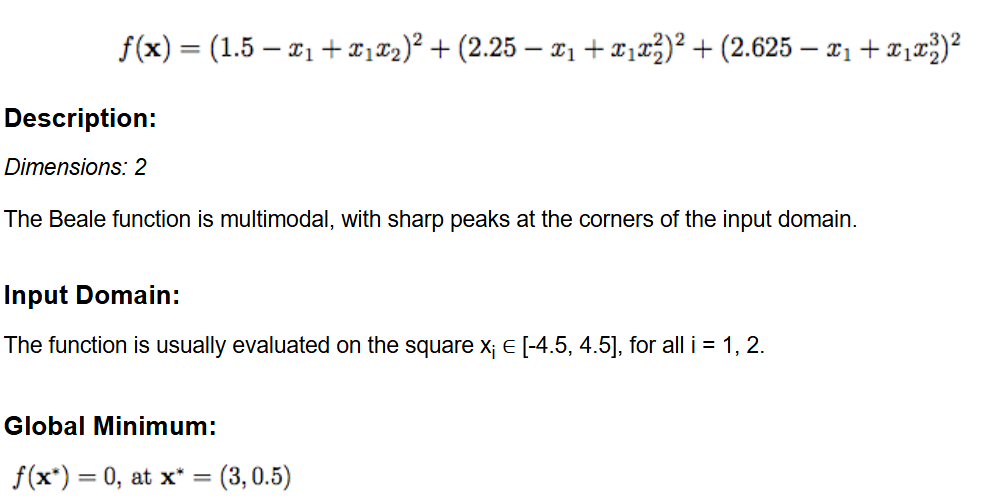 f(x) = (1.5 − x₁ + x₁x₂)² + (2.25 − x₁ + x₁x₂²)² + (2.625 − x₁ + x₁x₂³)²
Description:
Dimensions: 2
The Beale function is multimodal, with sharp peaks at the corners of the input domain.
Input Domain:
The function is usually evaluated on the square xᵢ ∈ [-4.5, 4.5], for all i = 1, 2.
Global Minimum:
f(x*) = 0, at x* = (3, 0.5)